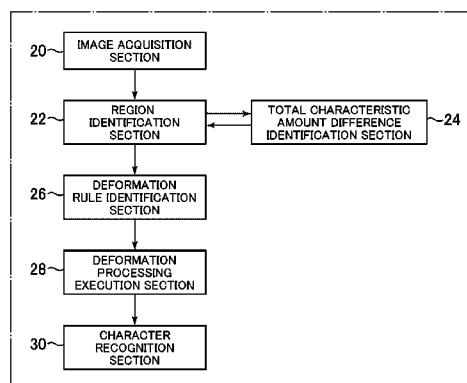 20
IMAGE ACQUISITION
SECTION
22
REGION
IDENTIFICATION
SECTION
TOTAL CHARACTERISTIC
AMOUNT DIFFERENCE
IDENTIFICATION SECTION
24
26
DEFORMATION
RULE IDENTIFICATION
SECTION
28
DEFORMATION
PROCESSING
EXECUTION SECTION
30
CHARACTER
RECOGNITION
SECTION